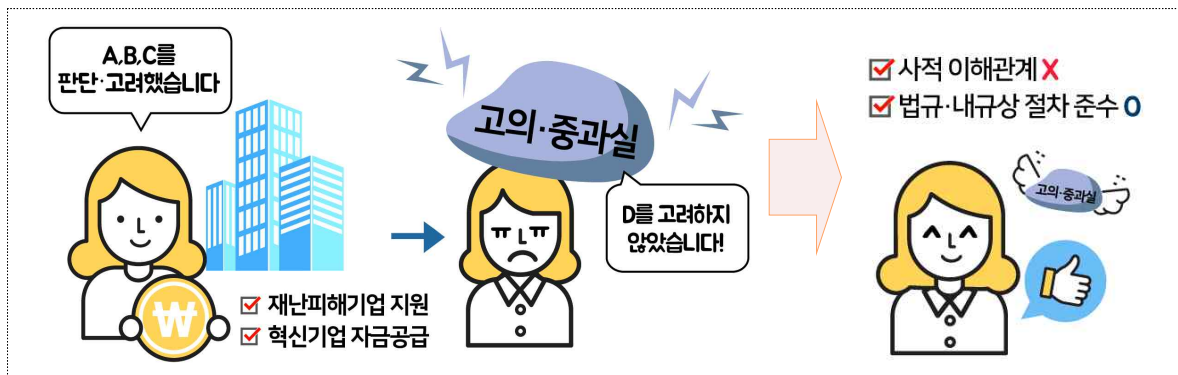 A,B,C를
판단·고려했습니다
₩
☑ 재난피해기업 지원
☑ 혁신기업 자금공급
고의·중과실
D를 고려하지
않았습니다!
☑ 사적 이해관계 X
☑ 법규·내규상 절차 준수 O
고의·중과실